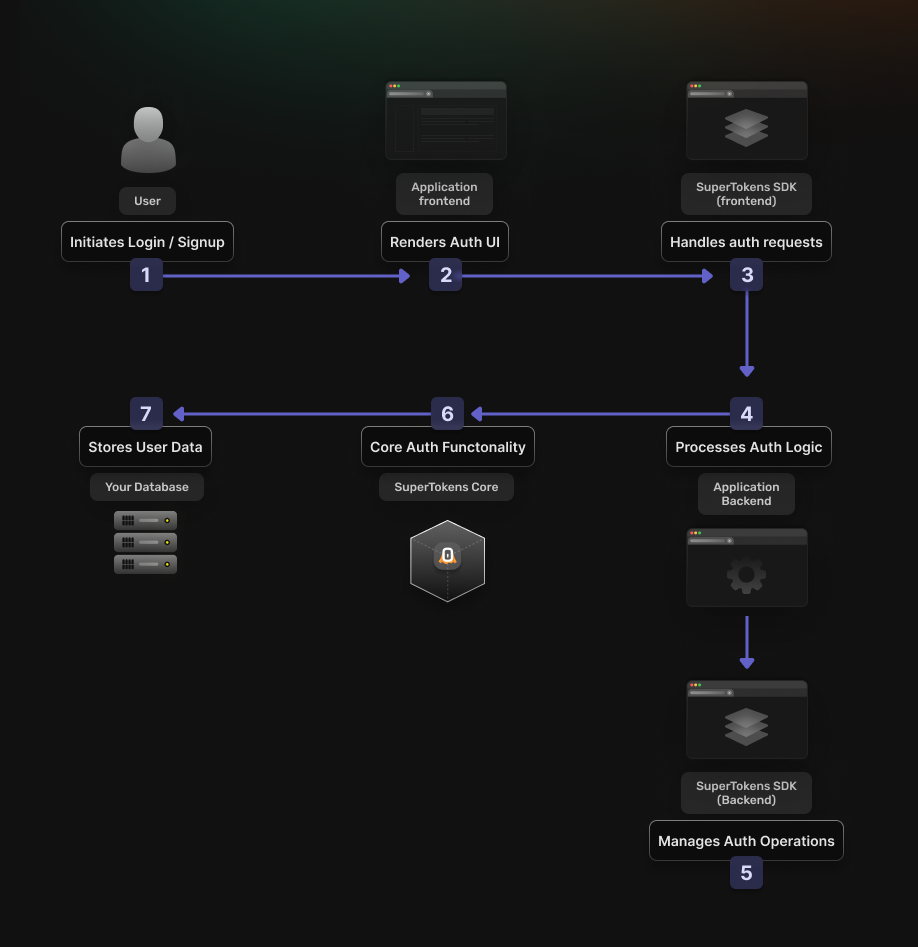 User
Initiates Login / Signup
1
Application
frontend
Renders Auth UI
2
SuperTokens SDK
(frontend)
Handles auth requests
3
7
Stores User Data
Your Database
6
Core Auth Functonality
SuperTokens Core
4
Processes Auth Logic
Application
Backend
SuperTokens SDK
(Backend)
Manages Auth Operations
5